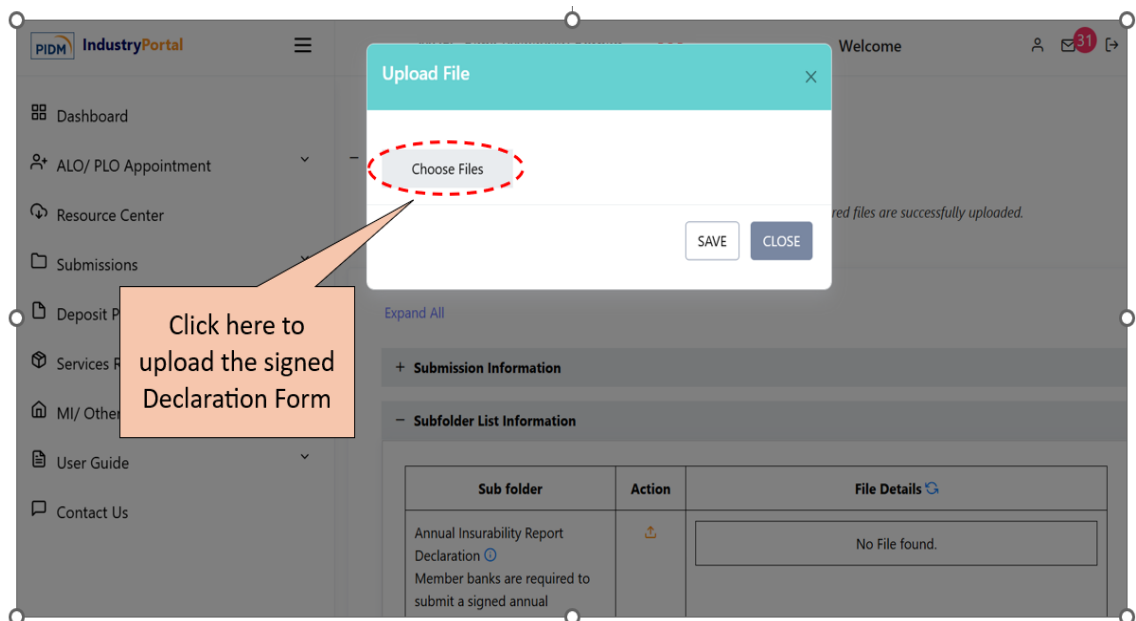 PIDM IndustryPortal
Welcome
31
Upload File
Dashboard
ALO/ PLO Appointment
Choose Files
Resource Center
red files are successfully uploaded.
SAVE
CLOSE
Submissions
Deposit P
Expand All
Click here to
upload the signed
Declaration Form
Services R
+ Submission Information
MI/ Other
− Subfolder List Information
User Guide
Sub folder
Action
File Details
Contact Us
Annual Insurability Report
Declaration
Member banks are required to
submit a signed annual
No File found.